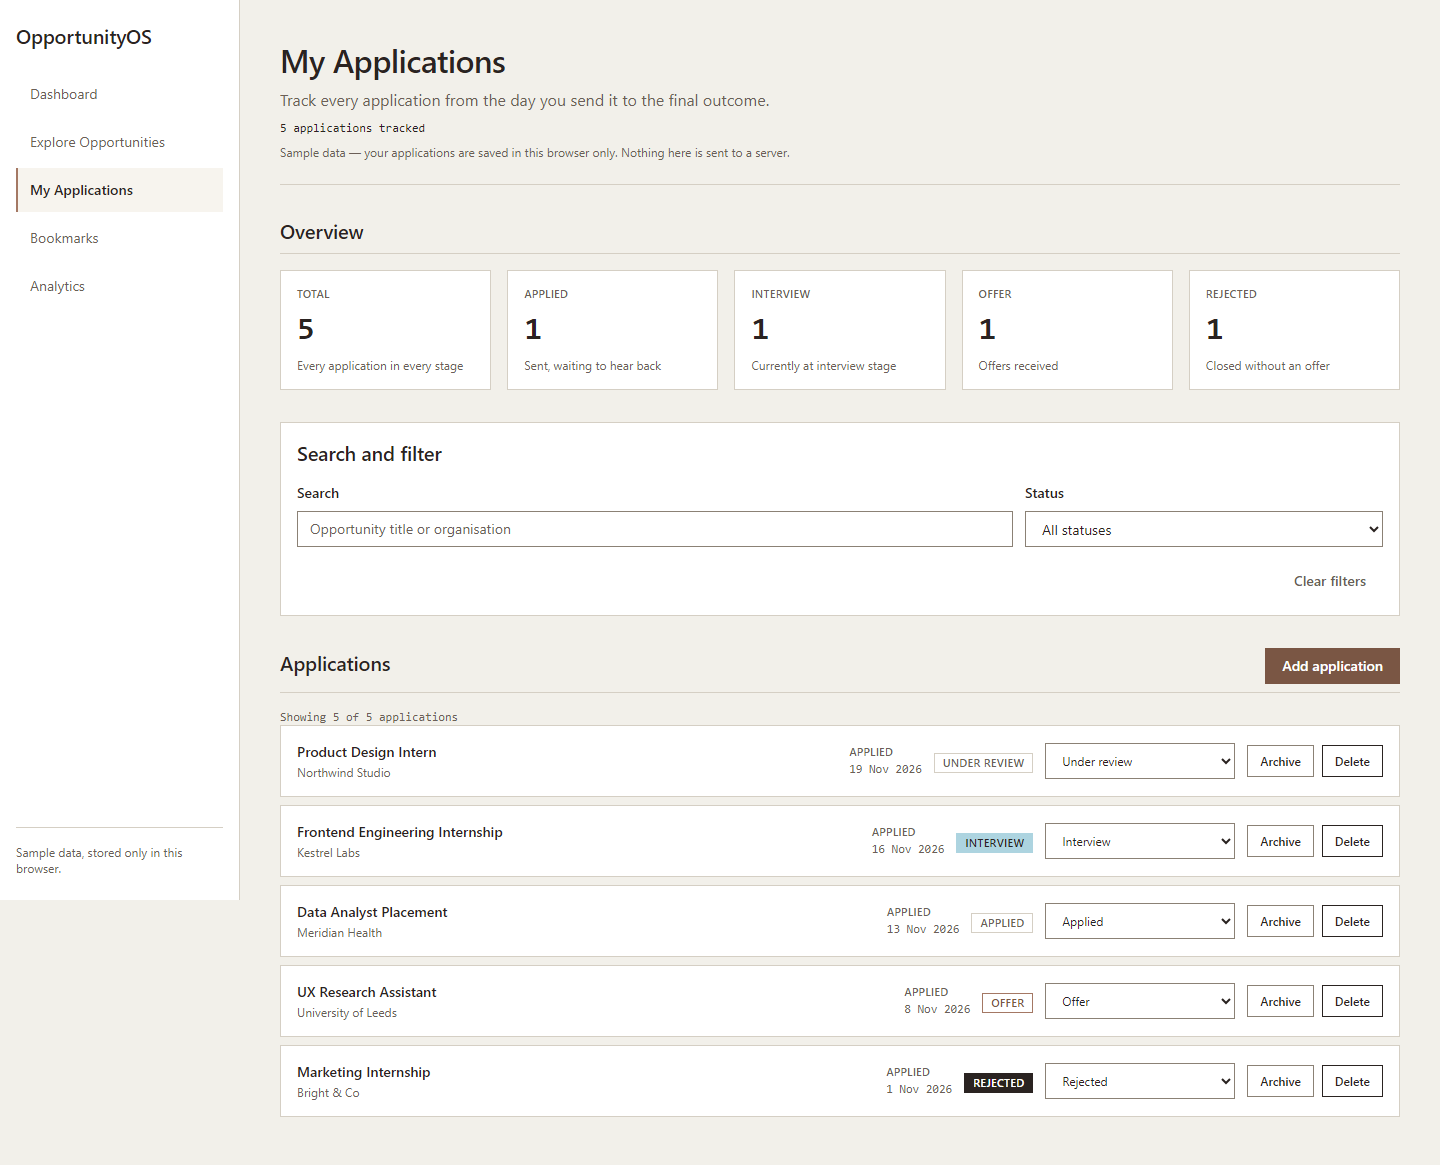 OpportunityOS
Dashboard
Explore Opportunities
My Applications
Bookmarks
Analytics
Sample data, stored only in this
browser.
My Applications
Track every application from the day you send it to the final outcome.
5 applications tracked
Sample data — your applications are saved in this browser only. Nothing here is sent to a server.
Overview
TOTAL
5
Every application in every stage
APPLIED
1
Sent, waiting to hear back
INTERVIEW
1
Currently at interview stage
OFFER
1
Offers received
REJECTED
1
Closed without an offer
Search and filter
Search
Opportunity title or organisation
Status
All statuses
Clear filters
Applications
Add application
Showing 5 of 5 applications
Product Design Intern
Northwind Studio
APPLIED
19 Nov 2026
UNDER REVIEW
Under review
Archive
Delete
Frontend Engineering Internship
Kestrel Labs
APPLIED
16 Nov 2026
INTERVIEW
Interview
Archive
Delete
Data Analyst Placement
Meridian Health
APPLIED
13 Nov 2026
APPLIED
Applied
Archive
Delete
UX Research Assistant
University of Leeds
APPLIED
8 Nov 2026
OFFER
Offer
Archive
Delete
Marketing Internship
Bright & Co
APPLIED
1 Nov 2026
REJECTED
Rejected
Archive
Delete